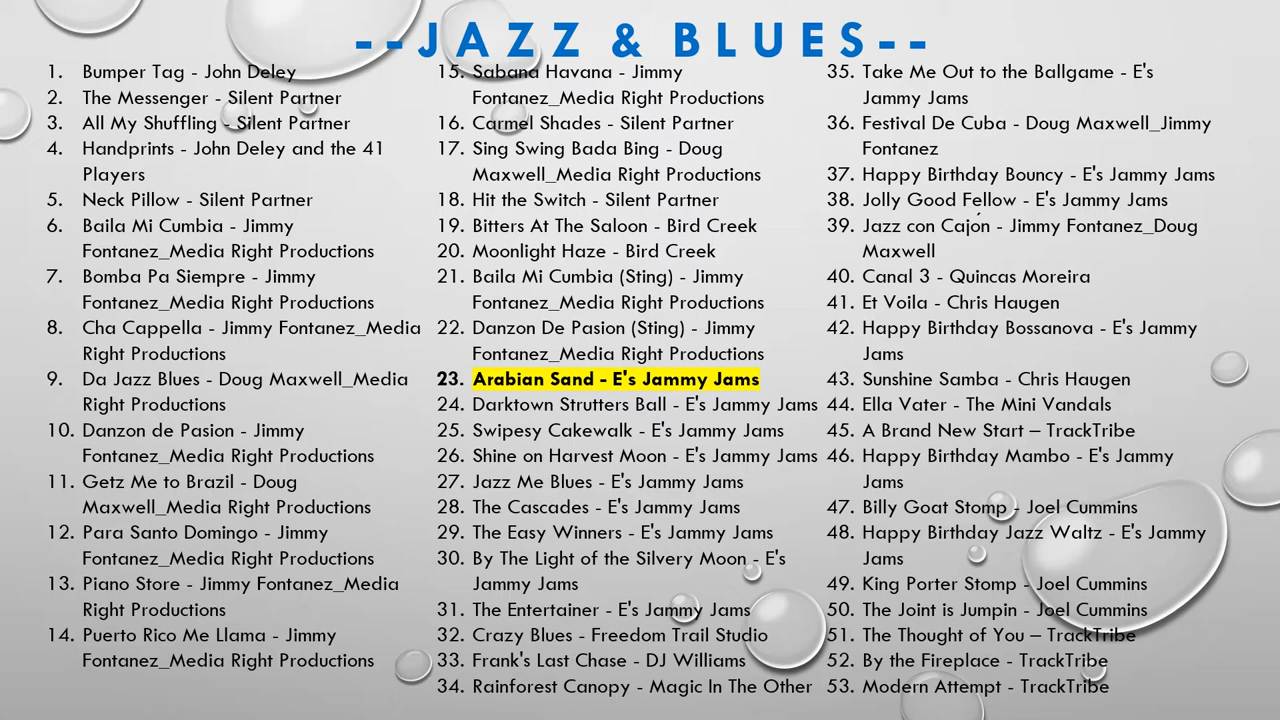 --JAZZ & BLUES--
1. Bumper Tag - John Deley
2. The Messenger - Silent Partner
3. All My Shuffling - Silent Partner
4. Handprints - John Deley and the 41
Players
5. Neck Pillow - Silent Partner
6. Baila Mi Cumbia - Jimmy
Fontanez_Media Right Productions
7. Bomba Pa Siempre - Jimmy
Fontanez_Media Right Productions
8. Cha Cappella - Jimmy Fontanez_Media
Right Productions
9. Da Jazz Blues - Doug Maxwell_Media
Right Productions
10. Danzon de Pasion - Jimmy
Fontanez_Media Right Productions
11. Getz Me to Brazil - Doug
Maxwell_Media Right Productions
12. Para Santo Domingo - Jimmy
Fontanez_Media Right Productions
13. Piano Store - Jimmy Fontanez_Media
Right Productions
14. Puerto Rico Me Llama - Jimmy
Fontanez_Media Right Productions
15. Sabana Havana - Jimmy
Fontanez_Media Right Productions
16. Carmel Shades - Silent Partner
17. Sing Swing Bada Bing - Doug
Maxwell_Media Right Productions
18. Hit the Switch - Silent Partner
19. Bitters At The Saloon - Bird Creek
20. Moonlight Haze - Bird Creek
21. Baila Mi Cumbia (Sting) - Jimmy
Fontanez_Media Right Productions
22. Danzon De Pasion (Sting) - Jimmy
Fontanez_Media Right Productions
23. Arabian Sand - E's Jammy Jams
24. Darktown Strutters Ball - E's Jammy Jams
25. Swipesy Cakewalk - E's Jammy Jams
26. Shine on Harvest Moon - E's Jammy Jams
27. Jazz Me Blues - E's Jammy Jams
28. The Cascades - E's Jammy Jams
29. The Easy Winners - E's Jammy Jams
30. By The Light of the Silvery Moon - E's
Jammy Jams
31. The Entertainer - E's Jammy Jams
32. Crazy Blues - Freedom Trail Studio
33. Frank's Last Chase - DJ Williams
34. Rainforest Canopy - Magic In The Other
35. Take Me Out to the Ballgame - E's
Jammy Jams
36. Festival De Cuba - Doug Maxwell_Jimmy
Fontanez
37. Happy Birthday Bouncy - E's Jammy Jams
38. Jolly Good Fellow - E's Jammy Jams
39. Jazz con Cajón - Jimmy Fontanez_Doug
Maxwell
40. Canal 3 - Quincas Moreira
41. Et Voila - Chris Haugen
42. Happy Birthday Bossanova - E's Jammy
Jams
43. Sunshine Samba - Chris Haugen
44. Ella Vater - The Mini Vandals
45. A Brand New Start – TrackTribe
46. Happy Birthday Mambo - E's Jammy
Jams
47. Billy Goat Stomp - Joel Cummins
48. Happy Birthday Jazz Waltz - E's Jammy
Jams
49. King Porter Stomp - Joel Cummins
50. The Joint is Jumpin - Joel Cummins
51. The Thought of You – TrackTribe
52. By the Fireplace - TrackTribe
53. Modern Attempt - TrackTribe